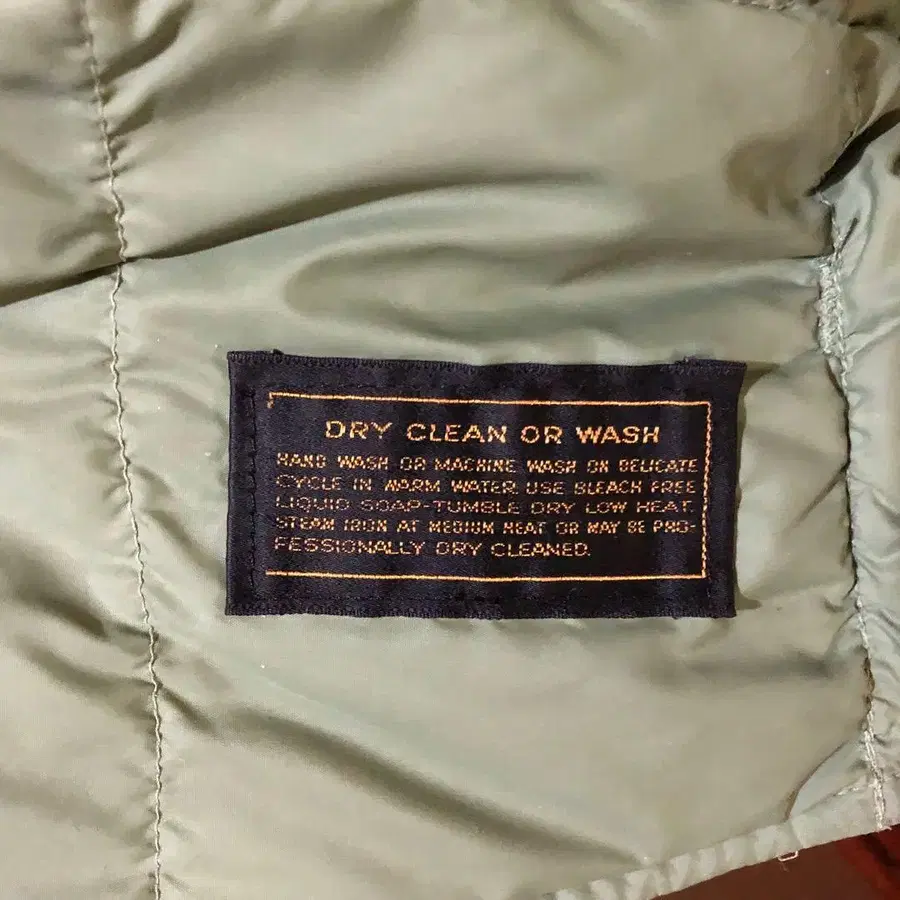 DRY CLEAN OR WASH
HAND WASH OR MACHINE WASH ON DELICATE
CYCLE IN WARM WATER. USE BLEACH FREE
LIQUID SOAP-TUMBLE DRY LOW HEAT.
STEAM IRON AT MEDIUM HEAT OR MAY BE PRO-
FESSIONALLY DRY CLEANED.